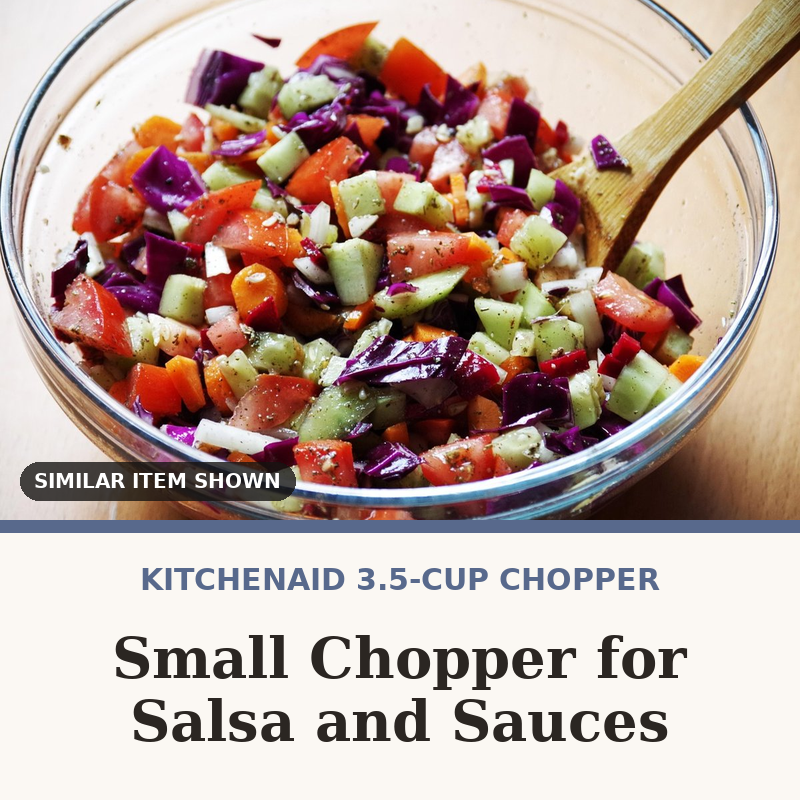 SIMILAR ITEM SHOWN
KITCHENAID 3.5-CUP CHOPPER
Small Chopper for
Salsa and Sauces